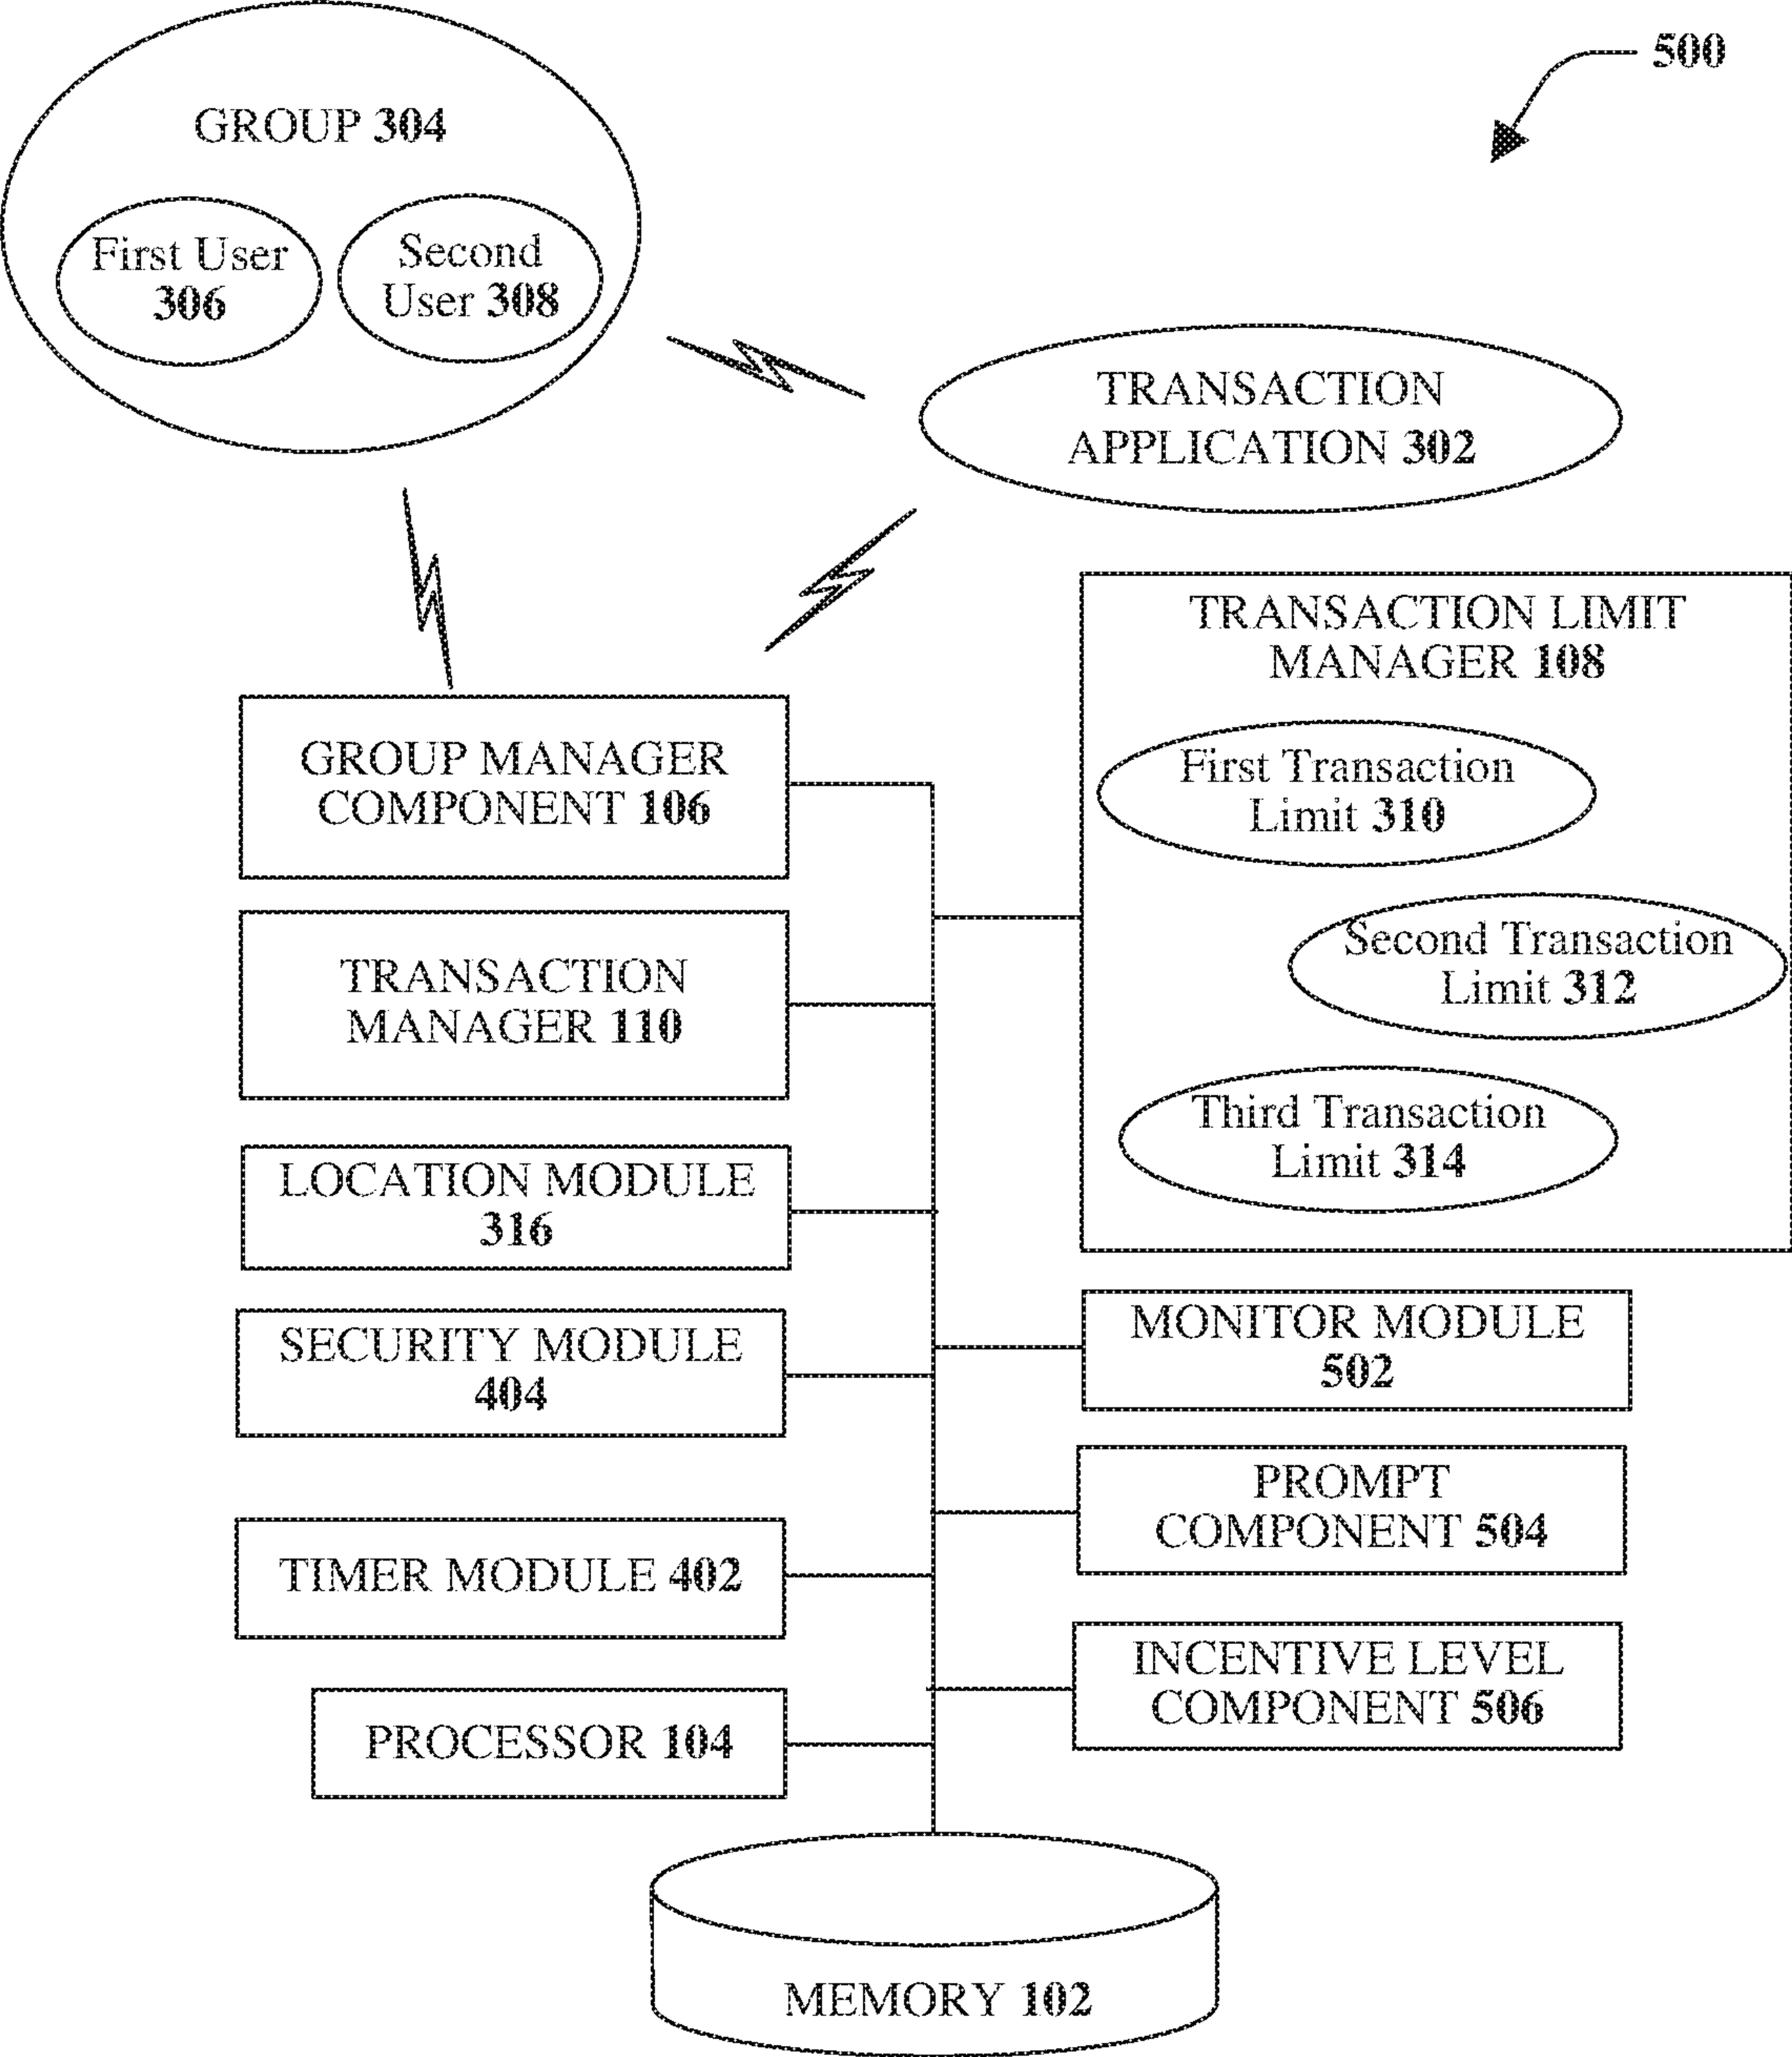 500
GROUP 304
First User
306
Second
User 308
TRANSACTION
APPLICATION 302
TRANSACTION LIMIT
MANAGER 108
First Transaction
Limit 310
Second Transaction
Limit 312
Third Transaction
Limit 314
GROUP MANAGER
COMPONENT 106
TRANSACTION
MANAGER 110
LOCATION MODULE
316
SECURITY MODULE
404
TIMER MODULE 402
PROCESSOR 104
MONITOR MODULE
502
PROMPT
COMPONENT 504
INCENTIVE LEVEL
COMPONENT 506
MEMORY 102